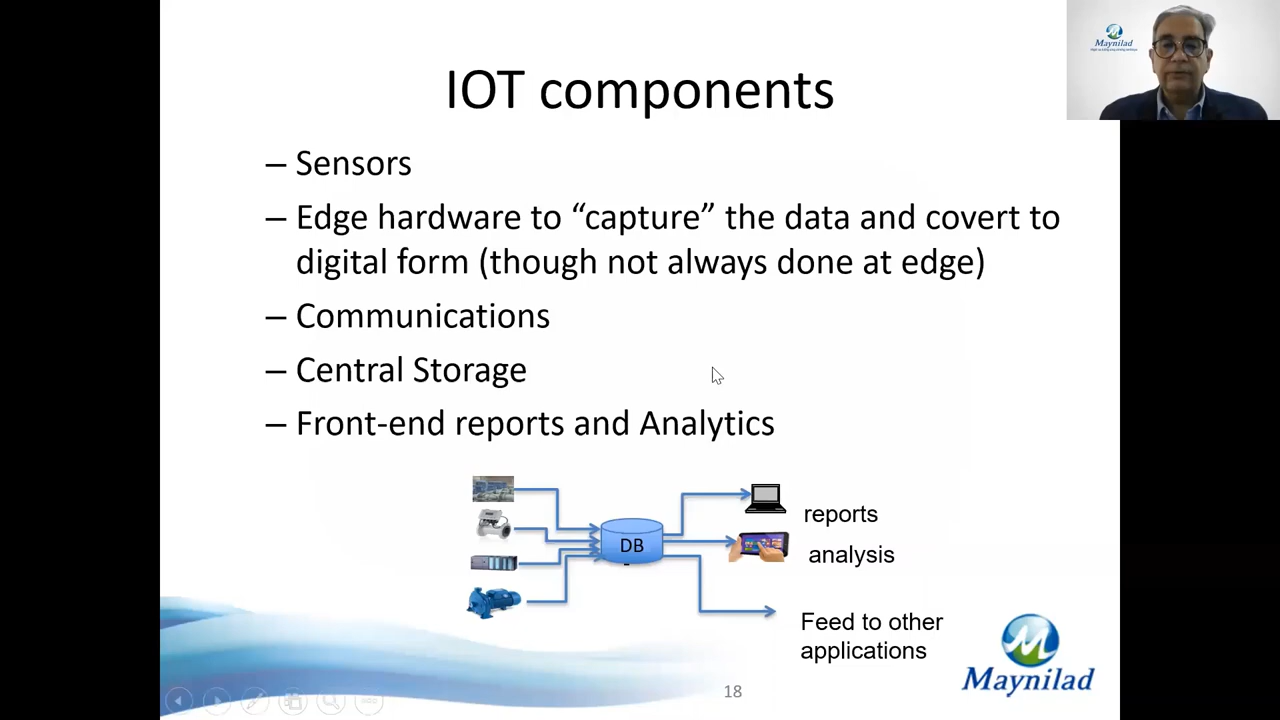 Maynilad
IOT components
– Sensors
– Edge hardware to “capture” the data and covert to
digital form (though not always done at edge)
– Communications
– Central Storage
– Front-end reports and Analytics
DB
reports
analysis
Feed to other
applications
Maynilad
18